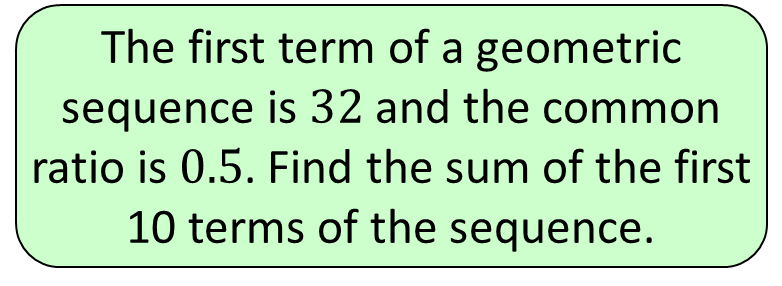 The first term of a geometric
sequence is 32 and the common
ratio is 0.5. Find the sum of the first
10 terms of the sequence.